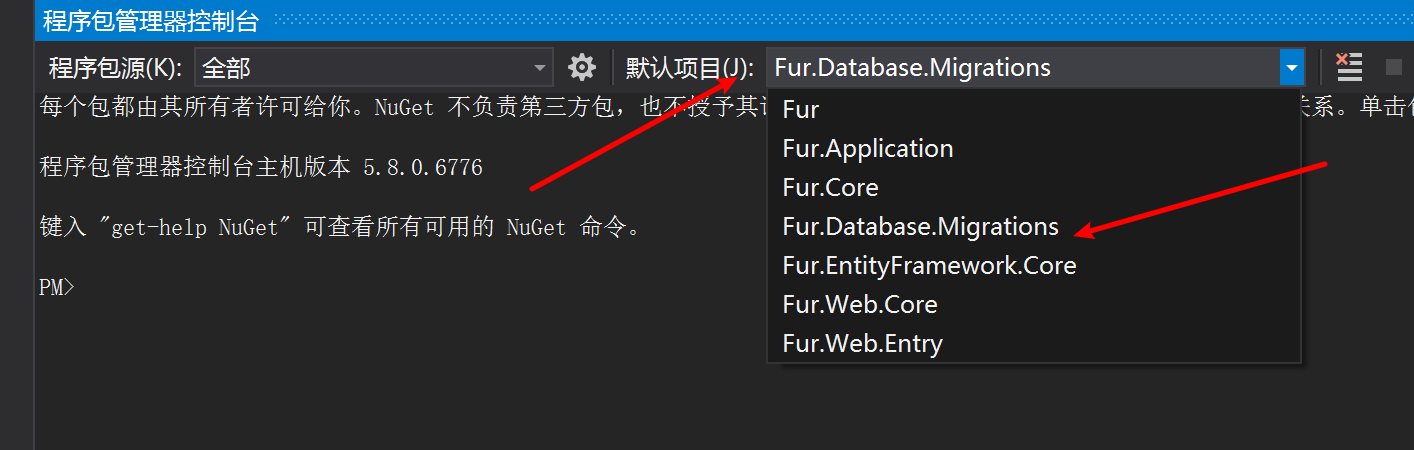 程序包管理器控制台
程序包源(K): 全部 默认项目(J): Fur.Database.Migrations
每个包都由其所有者许可给你。NuGet 不负责第三方包，也不授予其 关系。单击
Fur
Fur.Application
程序包管理器控制台主机版本 5.8.0.6776
Fur.Core
键入 "get-help NuGet" 可查看所有可用的 NuGet 命令。
Fur.Database.Migrations
Fur.EntityFramework.Core
PM>
Fur.Web.Core
Fur.Web.Entry